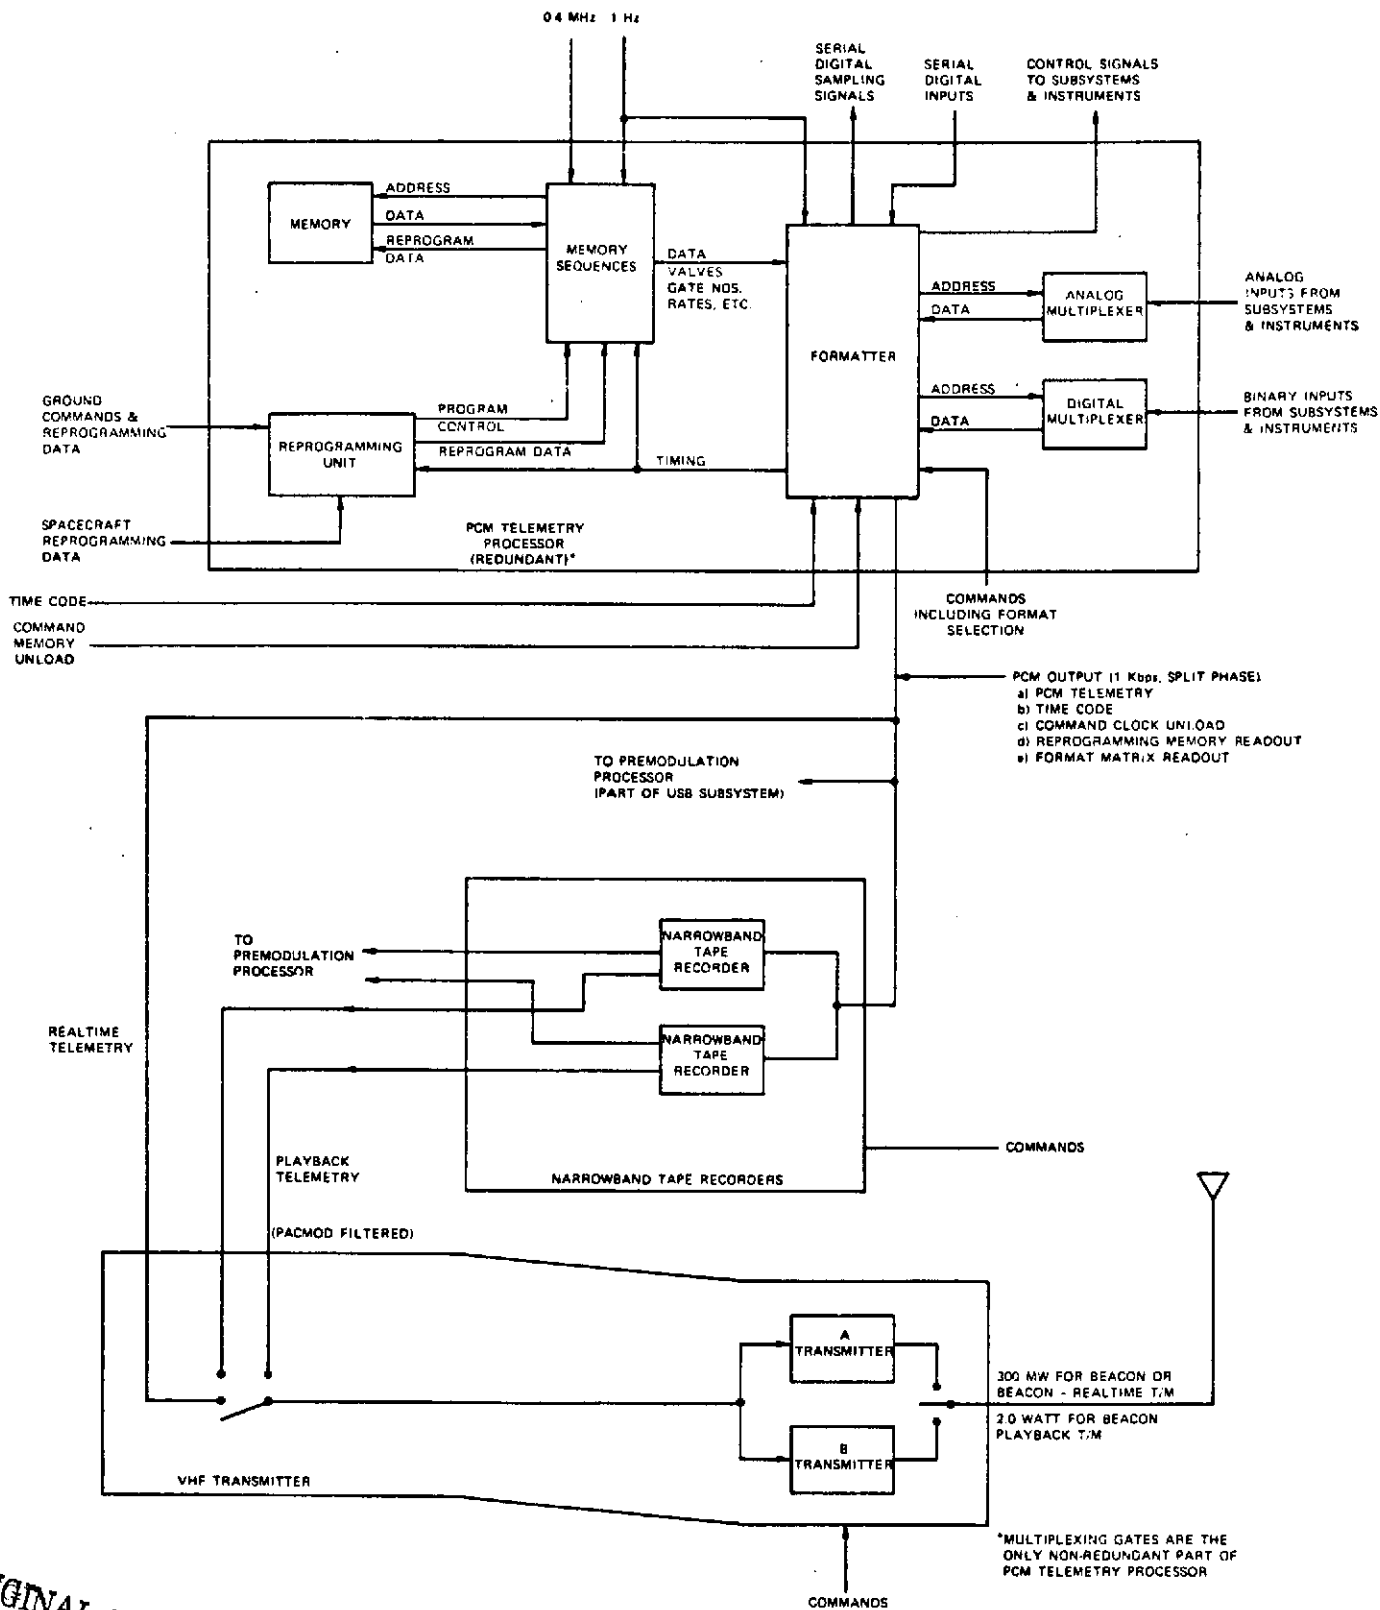 04 MHz 1 Hz
SERIAL
DIGITAL
SAMPLING
SIGNALS
SERIAL
DIGITAL
INPUTS
CONTROL SIGNALS
TO SUBSYSTEMS
& INSTRUMENTS
MEMORY
ADDRESS
DATA
REPROGRAM
DATA
MEMORY
SEQUENCES
DATA
VALVES
GATE NOS.
RATES, ETC.
FORMATTER
ADDRESS
DATA
ANALOG
MULTIPLEXER
ANALOG
INPUTS FROM
SUBSYSTEMS
& INSTRUMENTS
ADDRESS
DATA
DIGITAL
MULTIPLEXER
BINARY INPUTS
FROM SUBSYSTEMS
& INSTRUMENTS
GROUND
COMMANDS &
REPROGRAMMING
DATA
REPROGRAMMING
UNIT
PROGRAM
CONTROL
REPROGRAM DATA
TIMING
SPACECRAFT
REPROGRAMMING
DATA
PCM TELEMETRY
PROCESSOR
(REDUNDANT)*
TIME CODE
COMMAND
MEMORY
UNLOAD
COMMANDS
INCLUDING FORMAT
SELECTION
PCM OUTPUT (1 Kbps, SPLIT PHASE)
a) PCM TELEMETRY
b) TIME CODE
c) COMMAND CLOCK UNLOAD
d) REPROGRAMMING MEMORY READOUT
e) FORMAT MATRIX READOUT
TO PREMODULATION
PROCESSOR
(PART OF USB SUBSYSTEM)
TO
PREMODULATION
PROCESSOR
NARROWBAND
TAPE
RECORDER
NARROWBAND
TAPE
RECORDER
REALTIME
TELEMETRY
COMMANDS
PLAYBACK
TELEMETRY
NARROWBAND TAPE RECORDERS
(PACMOD FILTERED)
A
TRANSMITTER
B
TRANSMITTER
300 MW FOR BEACON OR
BEACON - REALTIME T/M
2.0 WATT FOR BEACON
PLAYBACK T/M
VHF TRANSMITTER
*MULTIPLEXING GATES ARE THE
ONLY NON-REDUNDANT PART OF
PCM TELEMETRY PROCESSOR
COMMANDS